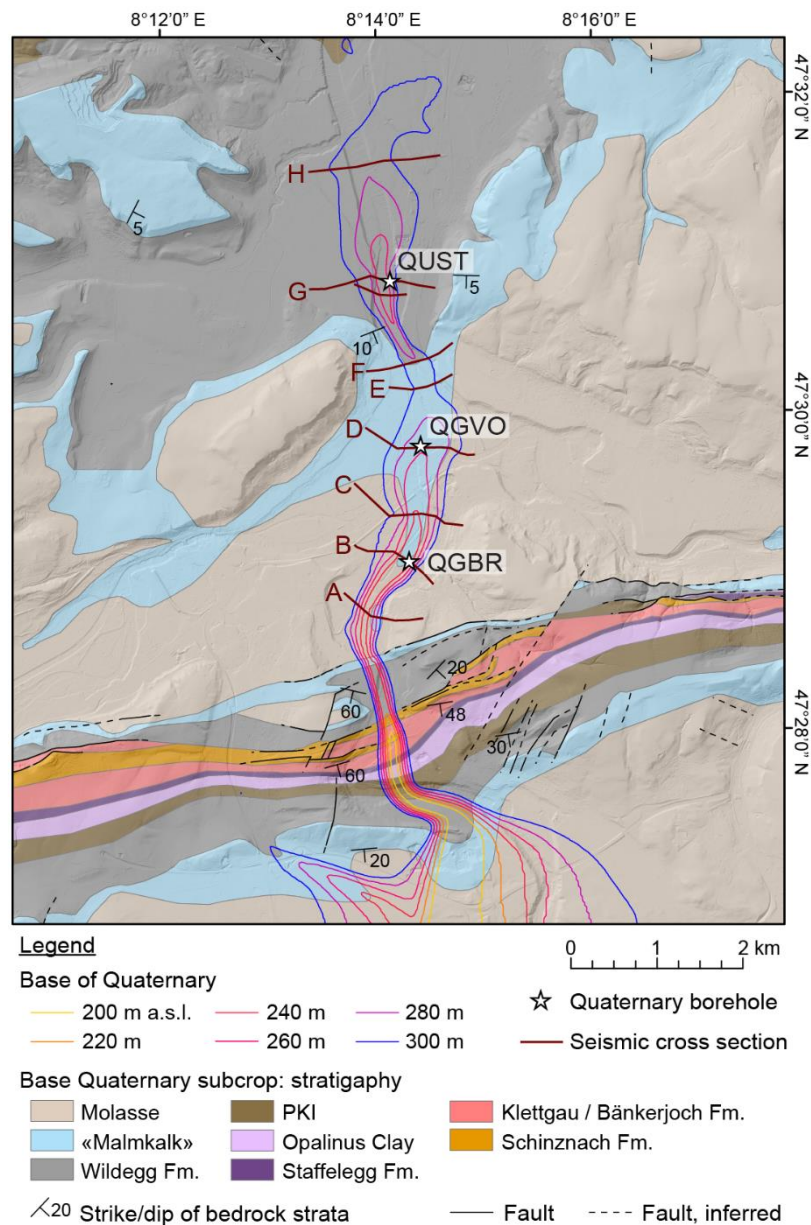 8°12'0" 8°14'0" 8°16'0"
47°32'0"
H
5
QUST
G
5
10
F
E
47°30'0"
D
QGVO
C
B
QGBR
A
20
60
48
30
47°28'0"
60
20
Legend
0 1 2 km
Base of Quaternary
200 m a.s.l. 240 m 280 m
Quaternary borehole
220 m 260 m 300 m
Seismic cross section
Base Quaternary subcrop: stratigaphy
Molasse PKI Klettgau / Bänkerjoch Fm.
«Malmkalk» Opalinus Clay Schinznach Fm.
Wildegg Fm. Staffelegg Fm.
20 Strike/dip of bedrock strata Fault Fault, inferred